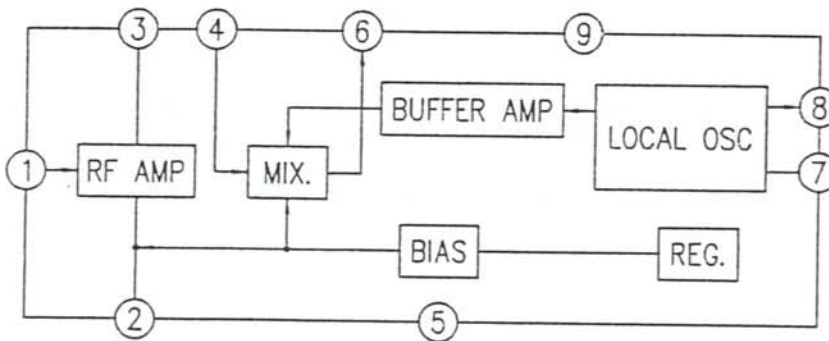 3 4 6 9
8
BUFFER AMP
LOCAL OSC
1 RF AMP MIX. 7
BIAS REG.
2 5